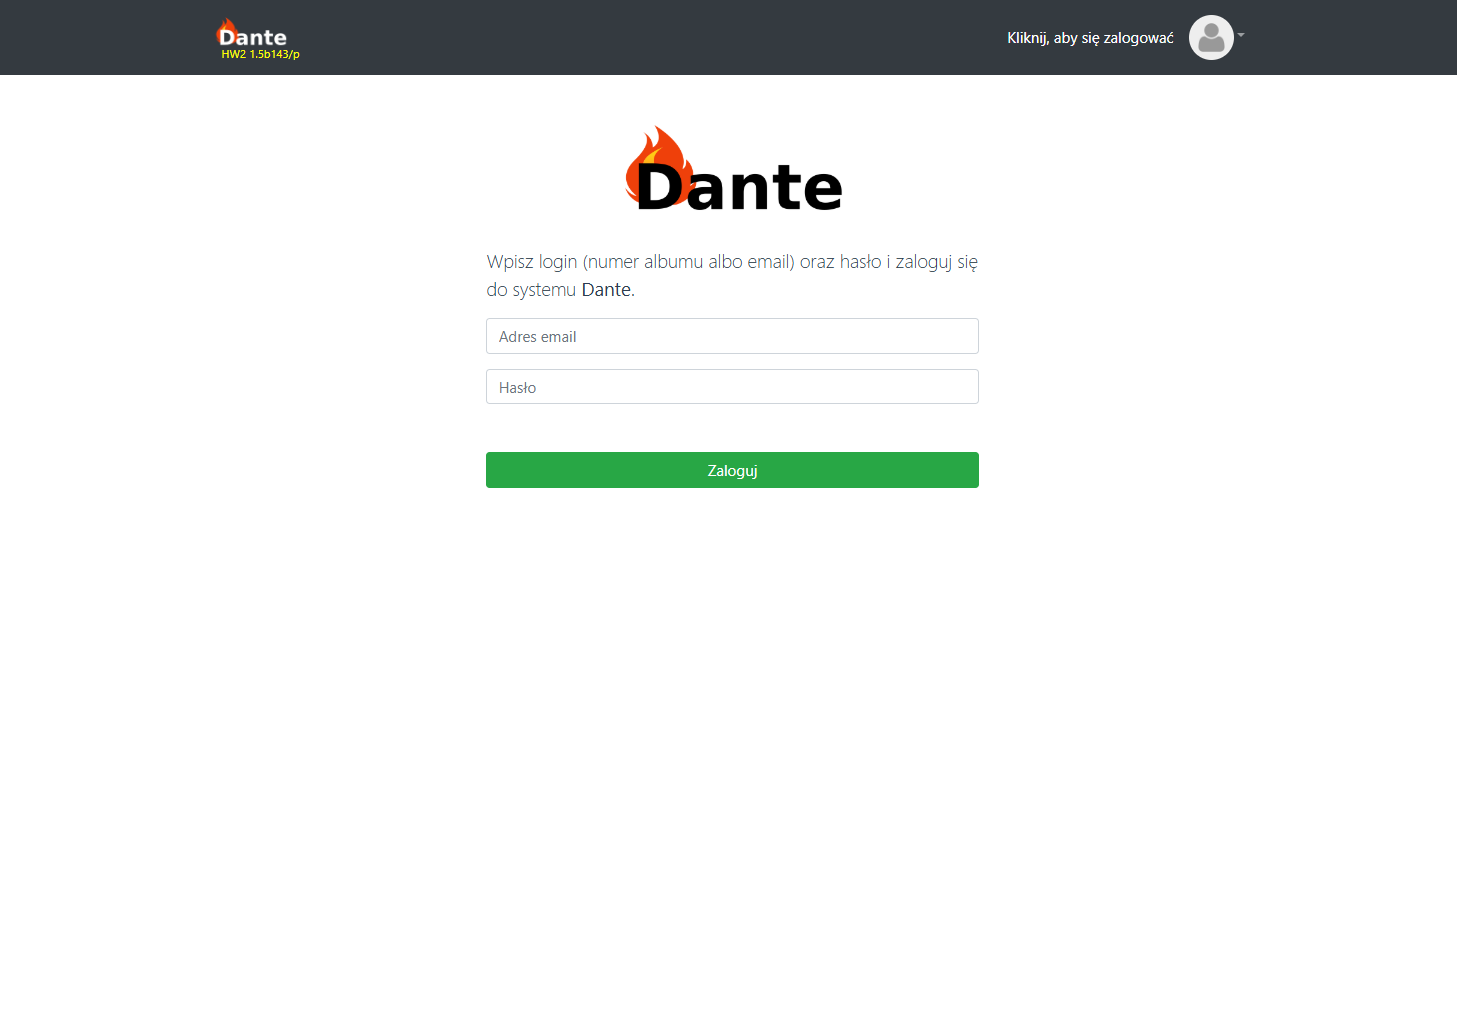 Dante
HW2 1.5b143/p
Kliknij, aby się zalogować
Dante
Wpisz login (numer albumu albo email) oraz hasło i zaloguj się
do systemu Dante.
Adres email
Hasło
Zaloguj